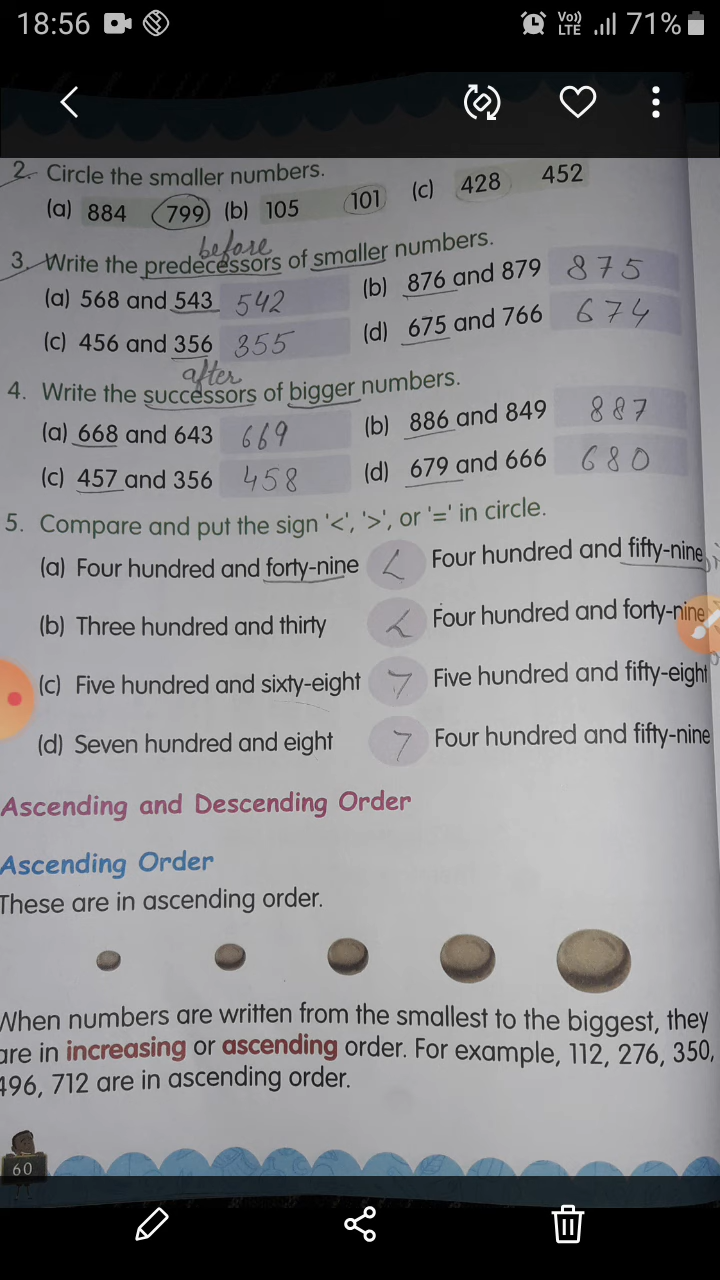 18:56 Vo)) LTE 71%
2. Circle the smaller numbers.
(a) 884 799 (b) 105 101 (c) 428 452
before
3. Write the predecessors of smaller numbers.
(a) 568 and 543 542 (b) 876 and 879 875
(c) 456 and 356 355 (d) 675 and 766 674
after
4. Write the successors of bigger numbers.
(a) 668 and 643 669 (b) 886 and 849 887
(c) 457 and 356 458 (d) 679 and 666 680
5. Compare and put the sign '<', '>', or '=' in circle.
(a) Four hundred and forty-nine < Four hundred and fifty-nine
(b) Three hundred and thirty < Four hundred and forty-nine
(c) Five hundred and sixty-eight > Five hundred and fifty-eight
(d) Seven hundred and eight > Four hundred and fifty-nine
Ascending and Descending Order
Ascending Order
These are in ascending order.
When numbers are written from the smallest to the biggest, they
are in increasing or ascending order. For example, 112, 276, 350,
496, 712 are in ascending order.
60